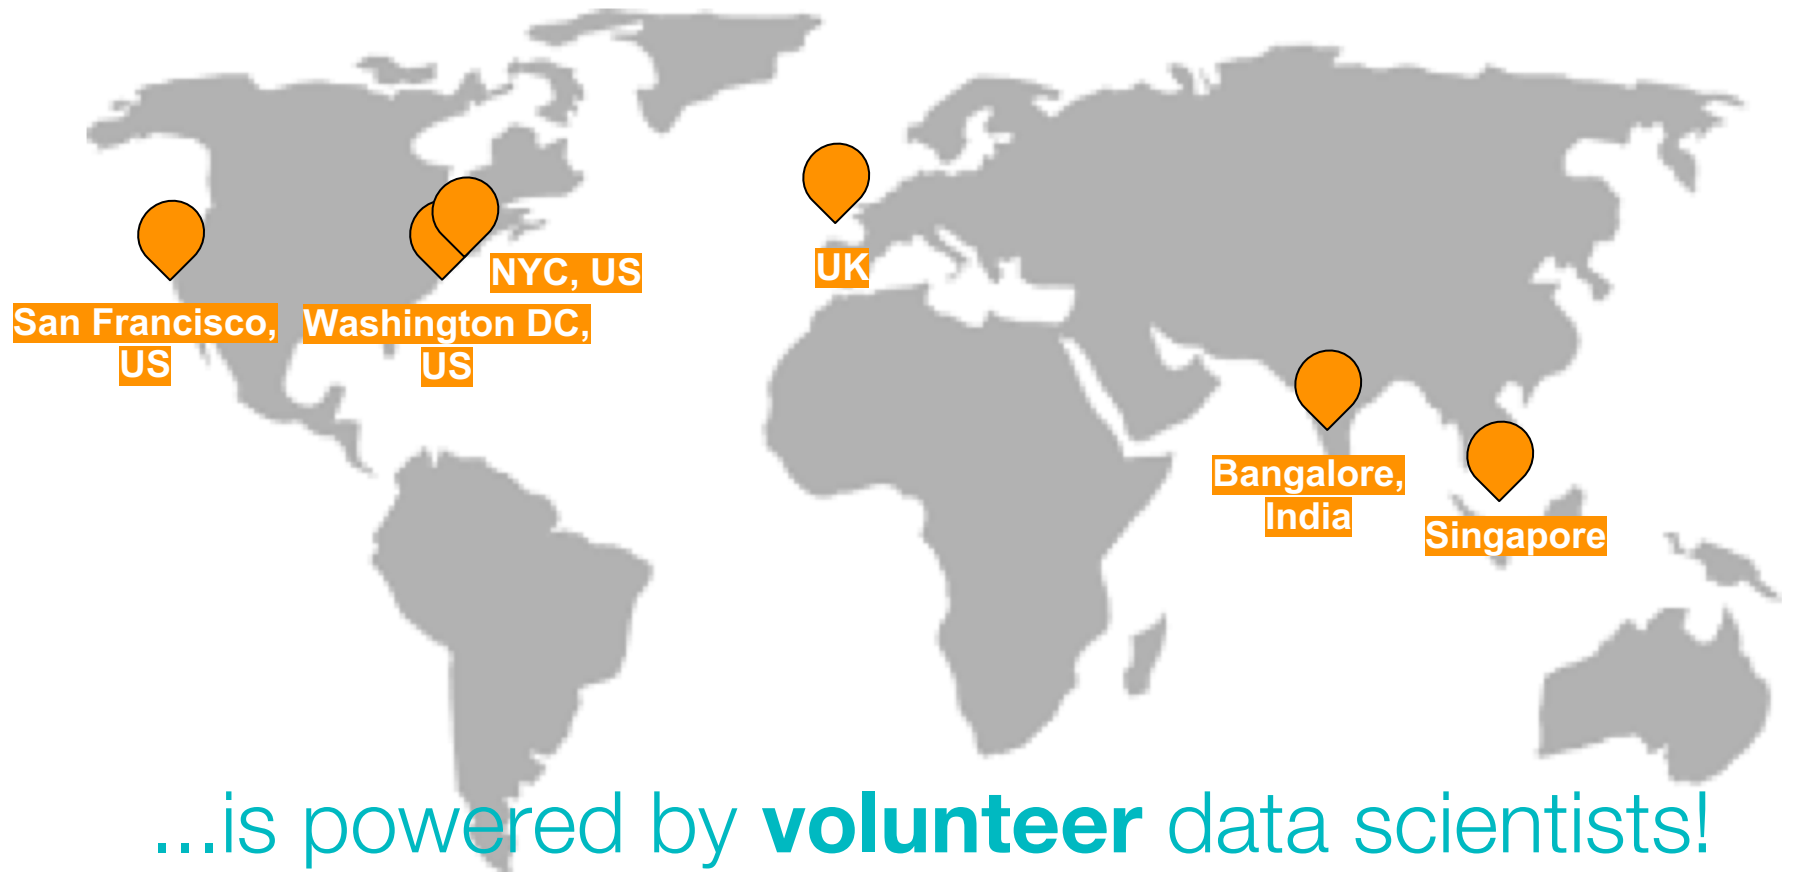 NYC, US
UK
San Francisco,
US
Washington DC,
US
Bangalore,
India
Singapore
...is powered by volunteer data scientists!